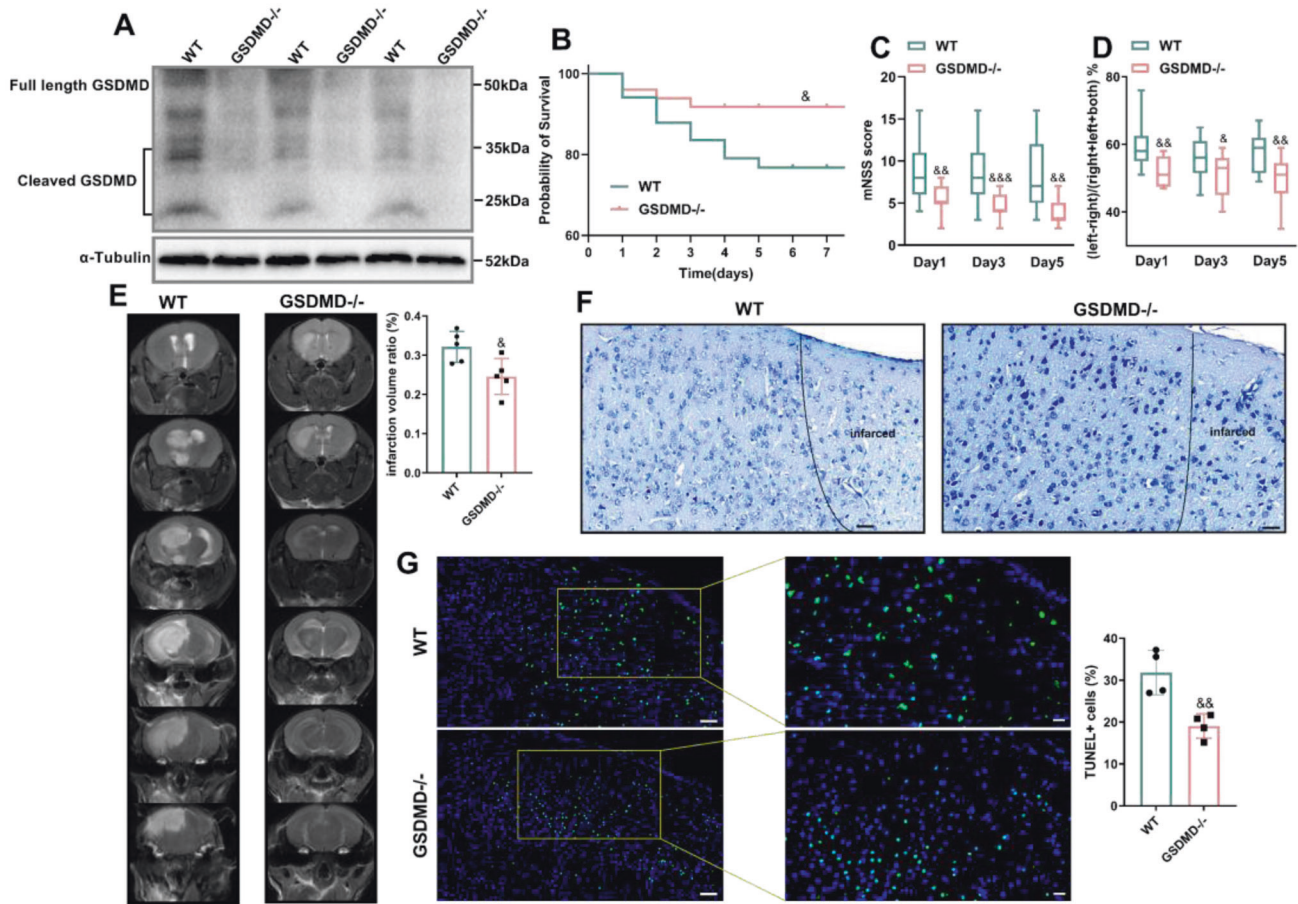 A
WT
GSDMD-/-
WT
GSDMD-/-
WT
GSDMD-/-
Full length GSDMD
50kDa
35kDa
Cleaved GSDMD
25kDa
α-Tubulin
52kDa
B
Probability of Survival
100
80
60
&
WT
GSDMD-/-
0 1 2 3 4 5 6 7
Time(days)
C
WT
GSDMD-/-
mNSS score
20
15
10
5
0
&&
&&&
&&
Day1 Day3 Day5
D
WT
GSDMD-/-
(left-right)/(right+left+both) %
80
70
60
50
40
30
&&
&
&&
Day1 Day3 Day5
E
WT
GSDMD-/-
infarction volume ratio (%)
0.4
0.3
0.2
0.1
0.0
&
WT
GSDMD-/-
F
WT
GSDMD-/-
infarced
infarced
G
WT
GSDMD-/-
TUNEL+ cells (%)
40
30
20
10
0
&&
WT
GSDMD-/-